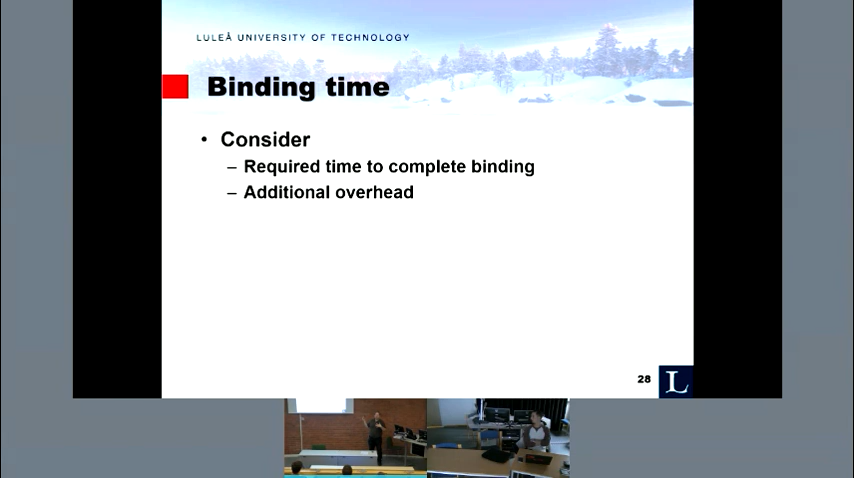 LULEÅ UNIVERSITY OF TECHNOLOGY
Binding time
• Consider
– Required time to complete binding
– Additional overhead
28
L